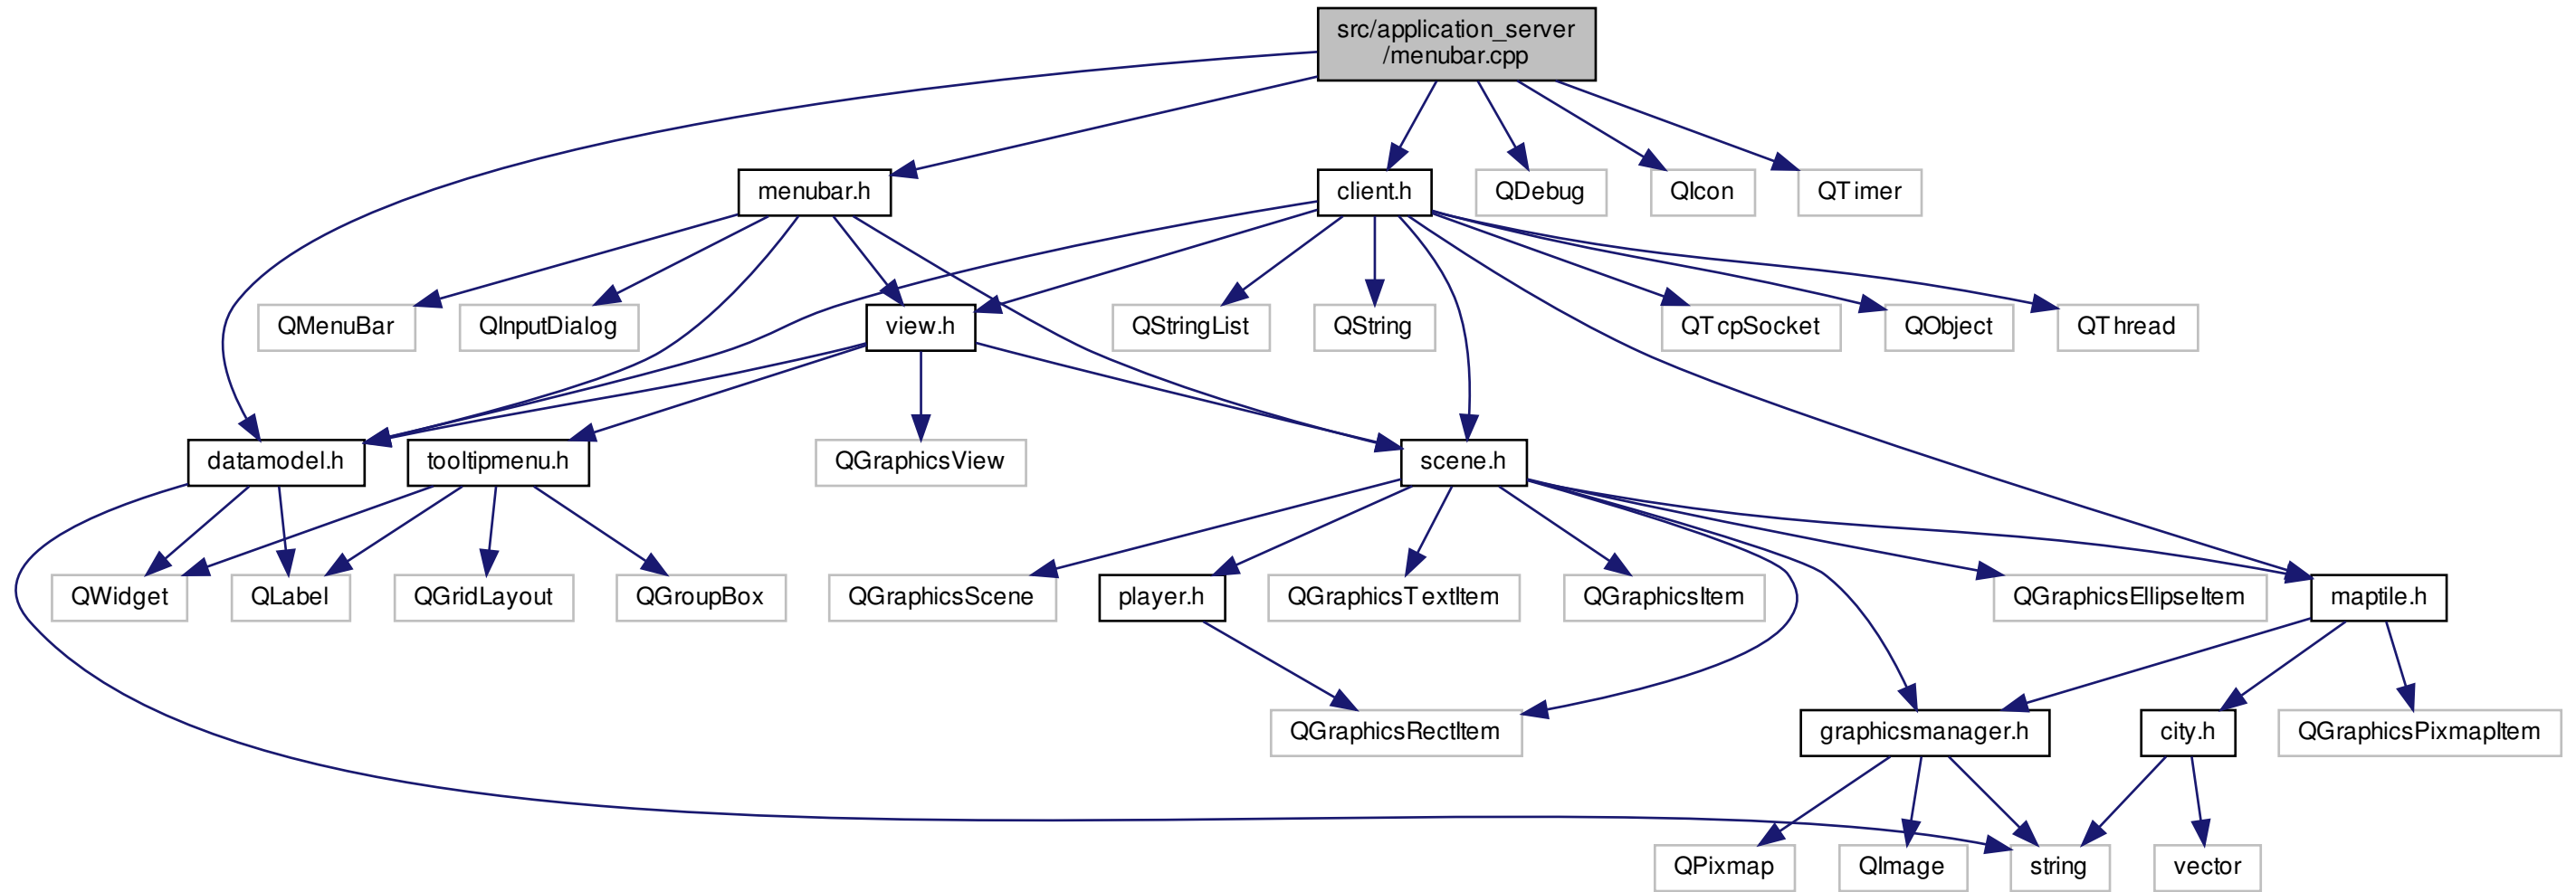 src/application_server
/menubar.cpp
menubar.h
client.h
QDebug
QIcon
QTimer
QMenuBar
QInputDialog
view.h
QStringList
QString
QTcpSocket
QObject
QThread
datamodel.h
tooltipmenu.h
QGraphicsView
scene.h
QWidget
QLabel
QGridLayout
QGroupBox
QGraphicsScene
player.h
QGraphicsTextItem
QGraphicsItem
QGraphicsEllipseItem
maptile.h
QGraphicsRectItem
graphicsmanager.h
city.h
QGraphicsPixmapItem
QPixmap
QImage
string
vector